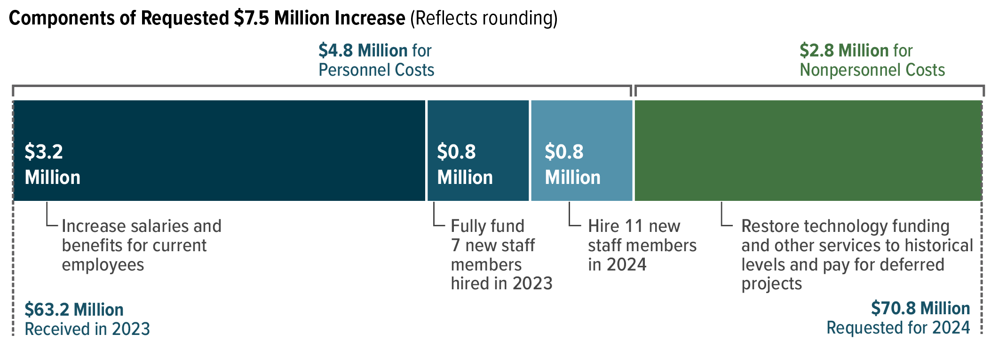 Components of Requested $7.5 Million Increase (Reflects rounding)
$4.8 Million for
Personnel Costs
$2.8 Million for
Nonpersonnel Costs
$3.2
Million
$0.8
Million
$0.8
Million
Increase salaries and
benefits for current
employees
Fully fund
7 new staff
members
hired in 2023
Hire 11 new
staff members
in 2024
Restore technology funding
and other services to historical
levels and pay for deferred
projects
$63.2 Million
Received in 2023
$70.8 Million
Requested for 2024